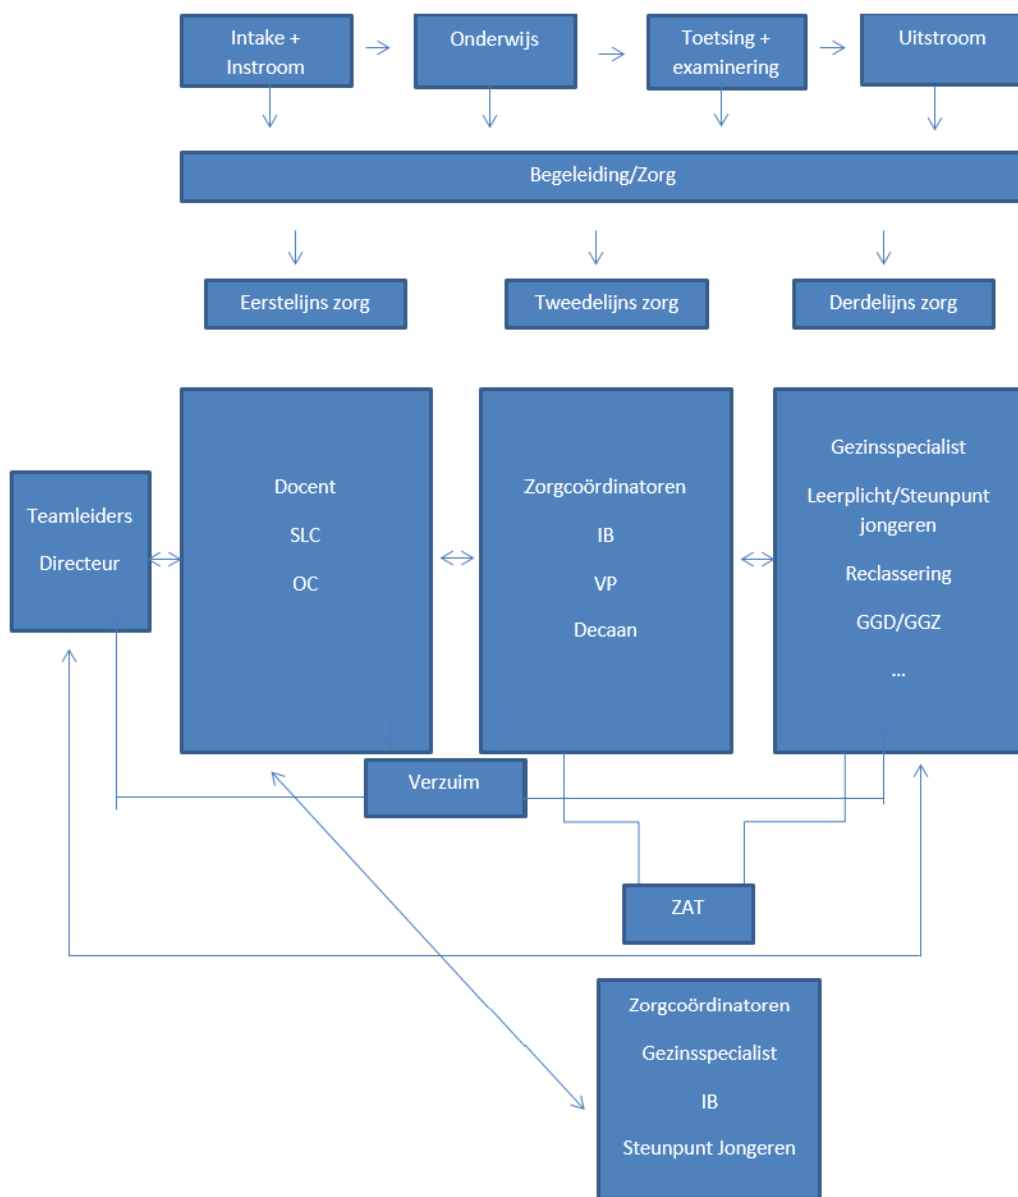 Intake +
Instroom
Onderwijs
Toetsing +
examinering
Uitstroom
Begeleiding/Zorg
Eerstelijns zorg
Tweedelijns zorg
Derdelijns zorg
Teamleiders
Directeur
Docent
SLC
OC
Zorgcoördinatoren
IB
VP
Decaan
Gezinsspecialist
Leerplicht/Steunpunt
jongeren
Reclassering
GGD/GGZ
...
Verzuim
ZAT
Zorgcoördinatoren
Gezinsspecialist
IB
Steunpunt Jongeren